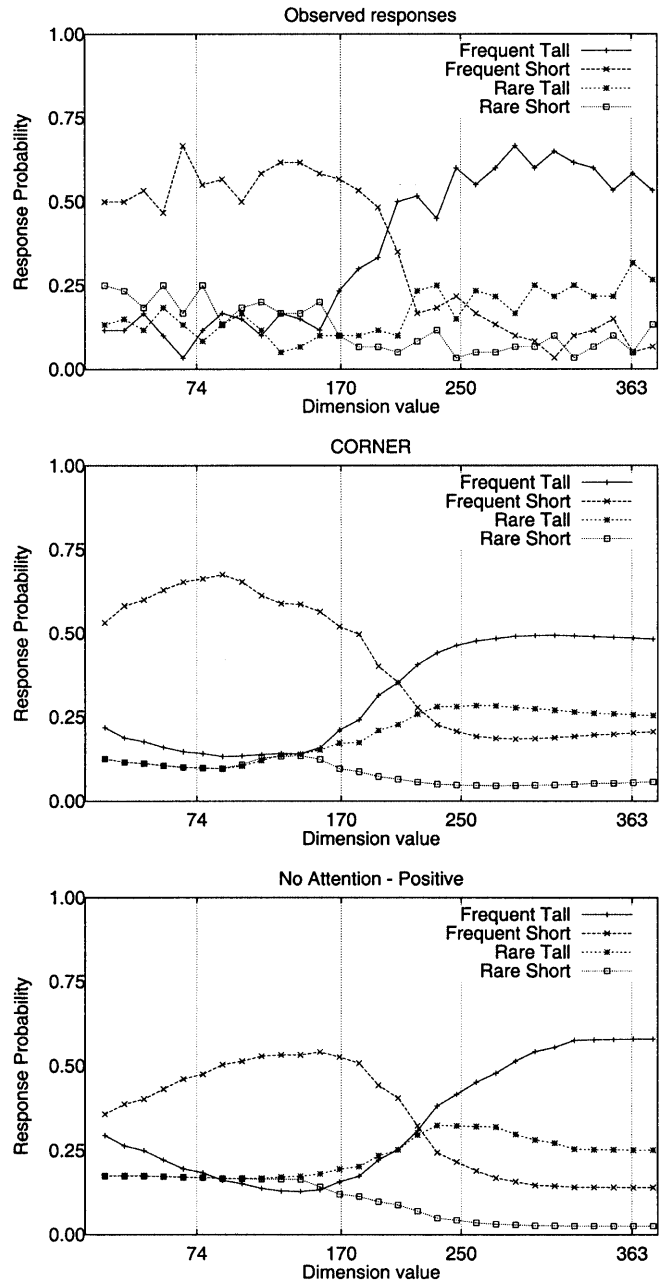 Observed responses
1.00
Frequent Tall
Frequent Short
Rare Tall
Rare Short
0.75
Response Probability
0.50
0.25
0.00
74 170 250 363
Dimension value
CORNER
1.00
Frequent Tall
Frequent Short
Rare Tall
Rare Short
0.75
Response Probability
0.50
0.25
0.00
74 170 250 363
Dimension value
No Attention - Positive
1.00
Frequent Tall
Frequent Short
Rare Tall
Rare Short
0.75
Response Probability
0.50
0.25
0.00
74 170 250 363
Dimension value